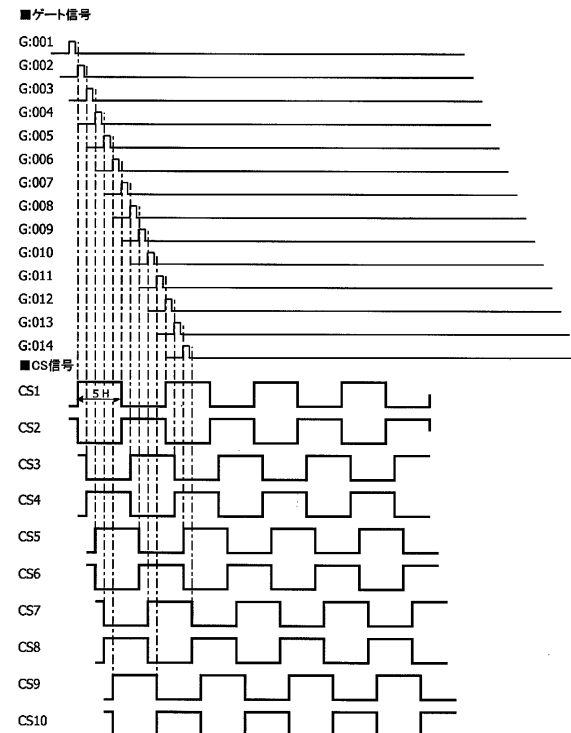 ■ゲート信号
G:001
G:002
G:003
G:004
G:005
G:006
G:007
G:008
G:009
G:010
G:011
G:012
G:013
G:014
■CS信号
CS1
5H
CS2
CS3
CS4
CS5
CS6
CS7
CS8
CS9
CS10